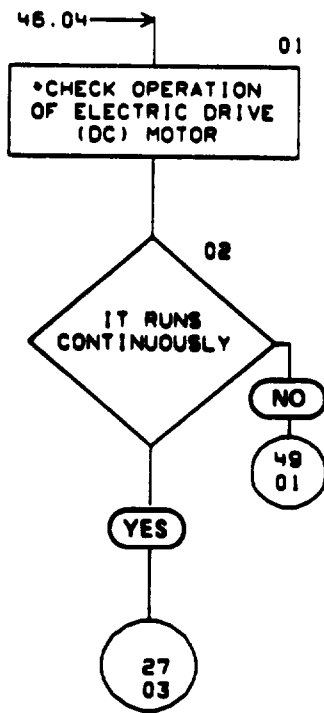 46.04
01
*CHECK OPERATION
OF ELECTRIC DRIVE
(DC) MOTOR
02
IT RUNS
CONTINUOUSLY
NO
49
01
YES
27
03